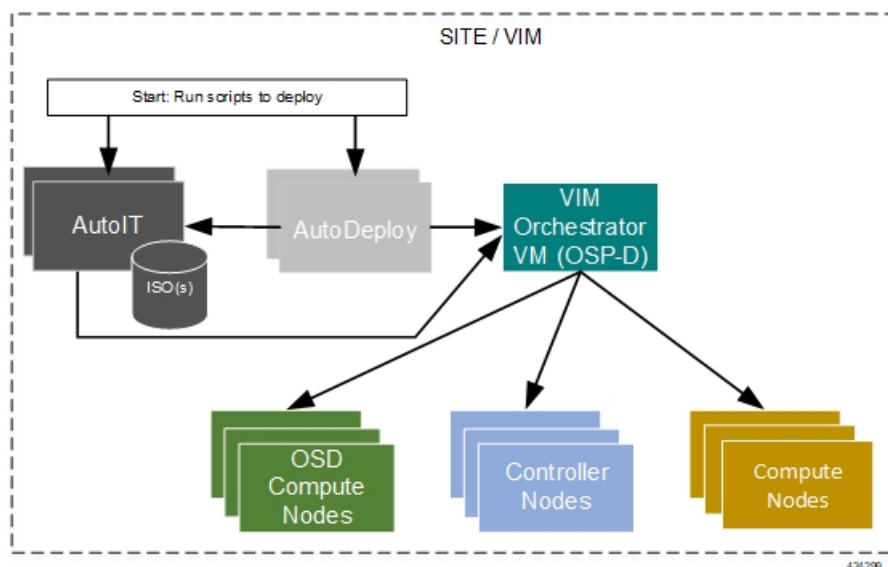 SITE / VIM
Start: Run scripts to deploy
AutoIT
ISO(s)
AutoDeploy
VIM
Orchestrator
VM (OSP-D)
OSD
Compute
Nodes
Controller
Nodes
Compute
Nodes